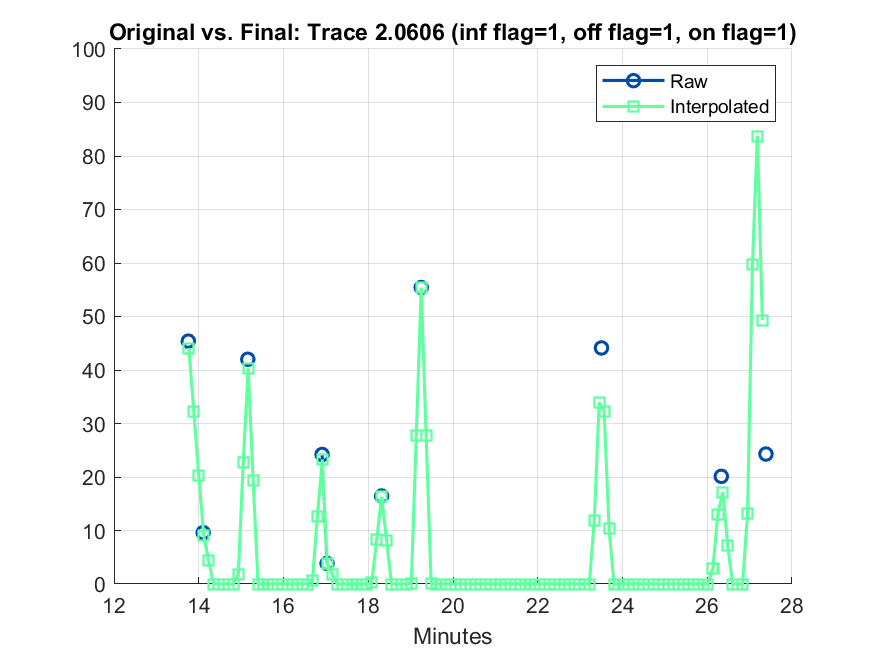 Original vs. Final: Trace 2.0606 (inf flag=1, off flag=1, on flag=1)
100
90
80
70
60
50
40
30
20
10
0
Raw
Interpolated
12 14 16 18 20 22 24 26 28
Minutes